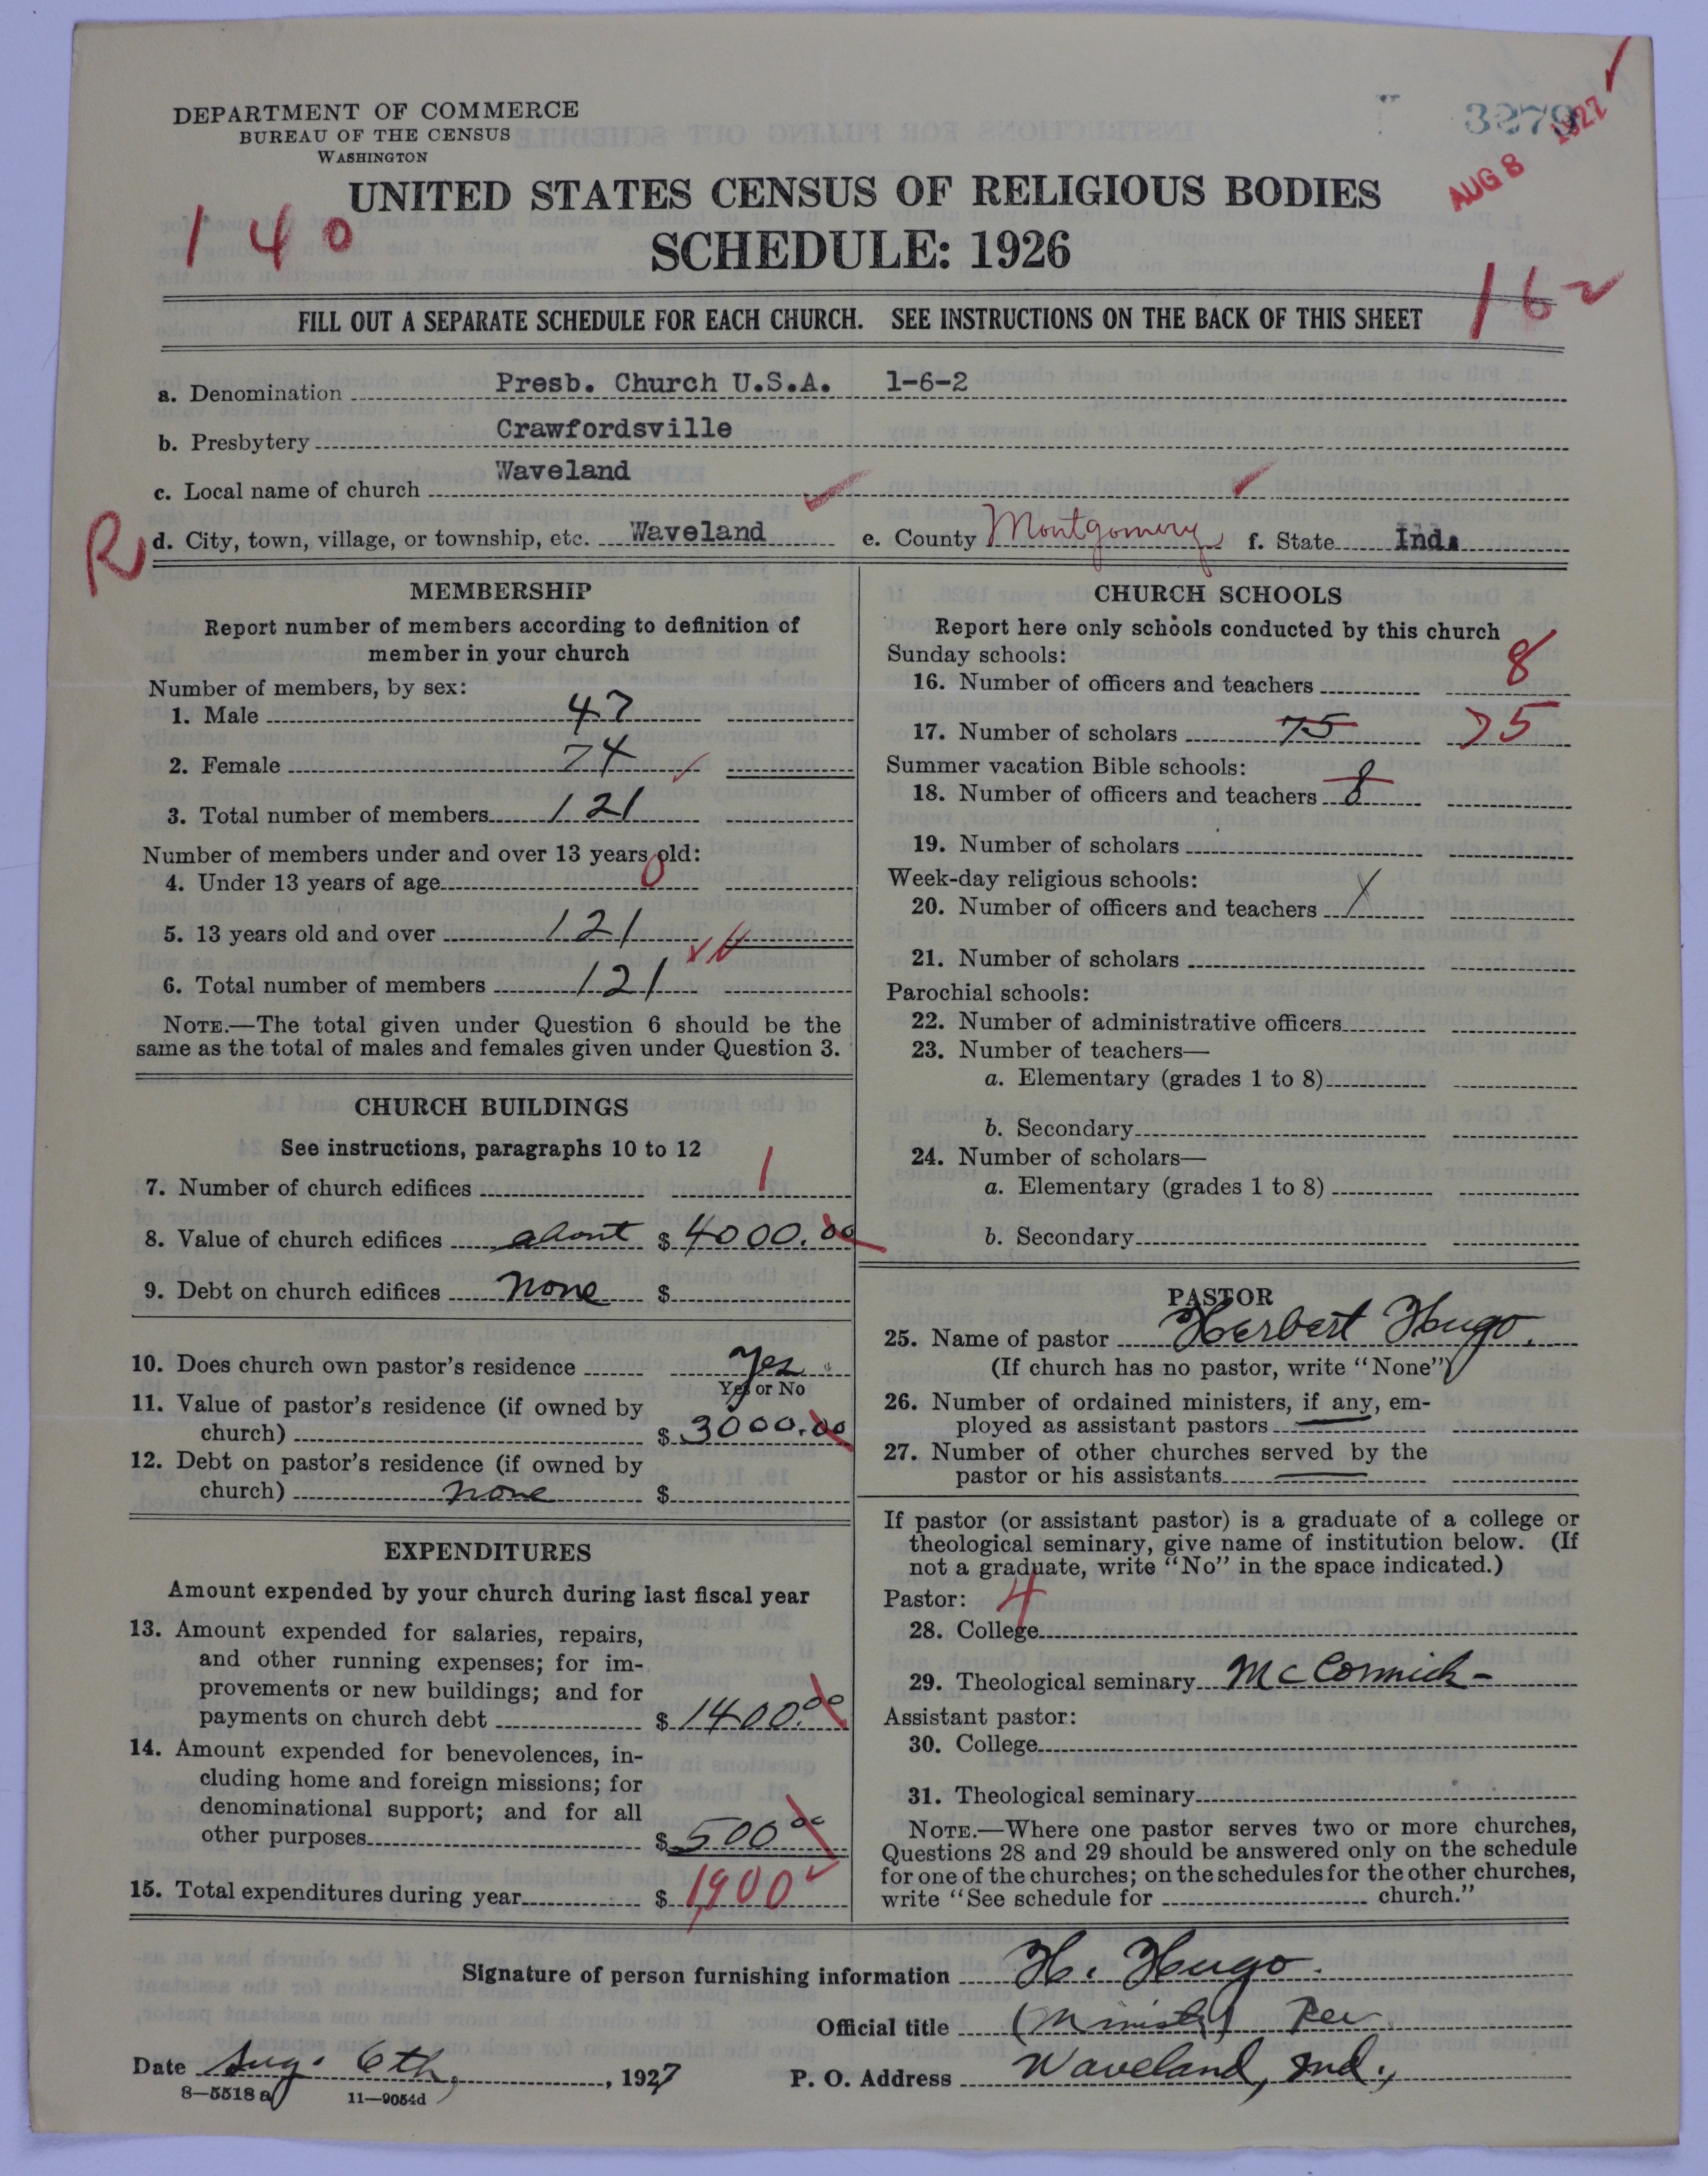 DEPARTMENT OF COMMERCE
BUREAU OF THE CENSUS
WASHINGTON
3279
AUG 8 1927
UNITED STATES CENSUS OF RELIGIOUS BODIES
140
SCHEDULE: 1926
162
FILL OUT A SEPARATE SCHEDULE FOR EACH CHURCH. SEE INSTRUCTIONS ON THE BACK OF THIS SHEET
a. Denomination Presb. Church U.S.A. 1-6-2
b. Presbytery Crawfordsville
c. Local name of church Waveland
R
d. City, town, village, or township, etc. Waveland e. County Montgomery f. State Ind.
MEMBERSHIP
Report number of members according to definition of
member in your church
Number of members, by sex:
1. Male 47
2. Female 74
3. Total number of members 121
Number of members under and over 13 years old:
4. Under 13 years of age 0
5. 13 years old and over 121
6. Total number of members 121
NOTE.—The total given under Question 6 should be the
same as the total of males and females given under Question 3.
CHURCH BUILDINGS
See instructions, paragraphs 10 to 12
7. Number of church edifices 1
8. Value of church edifices about $ 4000.00
9. Debt on church edifices none $
10. Does church own pastor's residence yes
Yes or No
11. Value of pastor's residence (if owned by
church) $ 3000.00
12. Debt on pastor's residence (if owned by
church) none $
EXPENDITURES
Amount expended by your church during last fiscal year
13. Amount expended for salaries, repairs,
and other running expenses; for im-
provements or new buildings; and for
payments on church debt $ 1400.00
14. Amount expended for benevolences, in-
cluding home and foreign missions; for
denominational support; and for all
other purposes $ 500 00
15. Total expenditures during year $ 1,900
CHURCH SCHOOLS
Report here only schools conducted by this church
Sunday schools:
16. Number of officers and teachers 8
17. Number of scholars 75 75
Summer vacation Bible schools:
18. Number of officers and teachers 8
19. Number of scholars
Week-day religious schools:
20. Number of officers and teachers
21. Number of scholars
Parochial schools:
22. Number of administrative officers
23. Number of teachers—
a. Elementary (grades 1 to 8)
b. Secondary
24. Number of scholars—
a. Elementary (grades 1 to 8)
b. Secondary
PASTOR
25. Name of pastor Herbert Hugo.
(If church has no pastor, write "None")
26. Number of ordained ministers, if any, em-
ployed as assistant pastors
27. Number of other churches served by the
pastor or his assistants
If pastor (or assistant pastor) is a graduate of a college or
theological seminary, give name of institution below. (If
not a graduate, write "No" in the space indicated.)
Pastor: 4
28. College
29. Theological seminary McCormick-
Assistant pastor:
30. College
31. Theological seminary
NOTE.—Where one pastor serves two or more churches,
Questions 28 and 29 should be answered only on the schedule
for one of the churches; on the schedules for the other churches,
write "See schedule for church."
Signature of person furnishing information H. Hugo.
Official title (Minister) Rev.
Date Aug. 6th, 1927 P. O. Address Waveland, Ind.,
8—5518 a 11—9054d